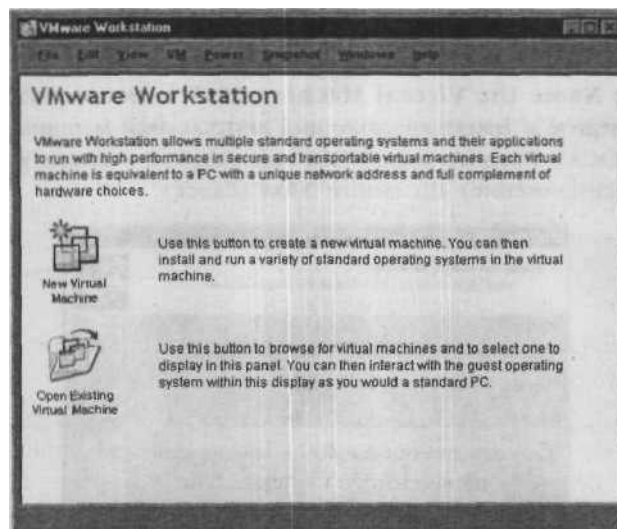 VMware Workstation
File Edit View VM Power Snapshot Windows Help
VMware Workstation
VMware Workstation allows multiple standard operating systems and their applications
to run with high performance in secure and transportable virtual machines. Each virtual
machine is equivalent to a PC with a unique network address and full complement of
hardware choices.
New Virtual
Machine
Use this button to create a new virtual machine. You can then
install and run a variety of standard operating systems in the virtual
machine.
Open Existing
Virtual Machine
Use this button to browse for virtual machines and to select one to
display in this panel. You can then interact with the guest operating
system within this display as you would a standard PC.